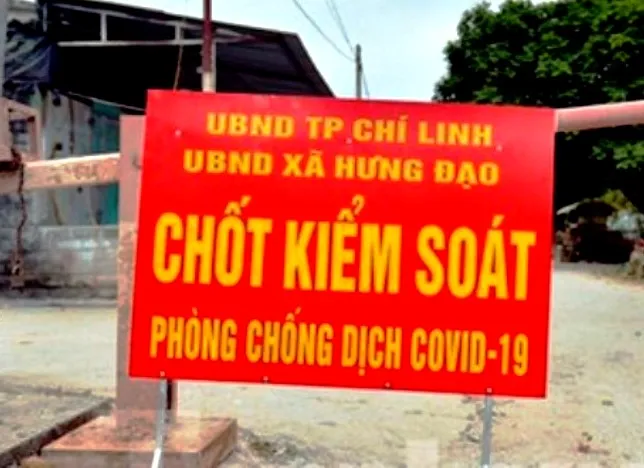 UBND TP.CHÍ LINH
UBND XÃ HƯNG ĐẠO
CHỐT KIỂM SOÁT
PHÒNG CHỐNG DỊCH COVID-19